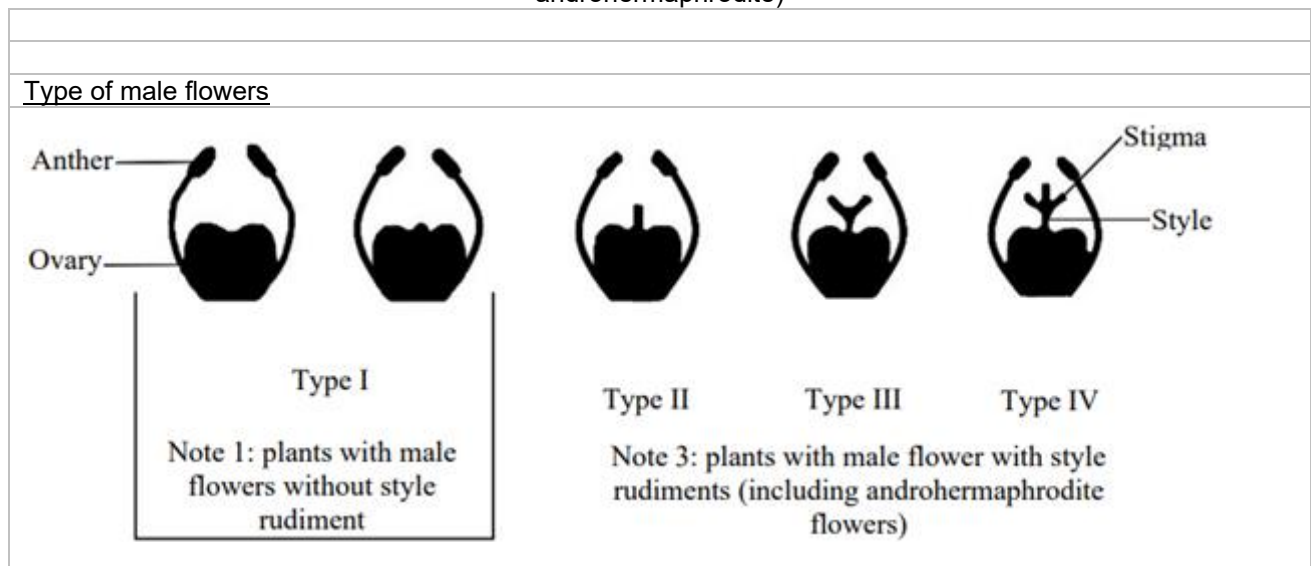 androhermaphrodite)
Type of male flowers
Anther
Ovary
Stigma
Style
Type I
Type II
Type III
Type IV
Note 1: plants with male
flowers without style
rudiment
Note 3: plants with male flower with style
rudiments (including androhermaphrodite
flowers)